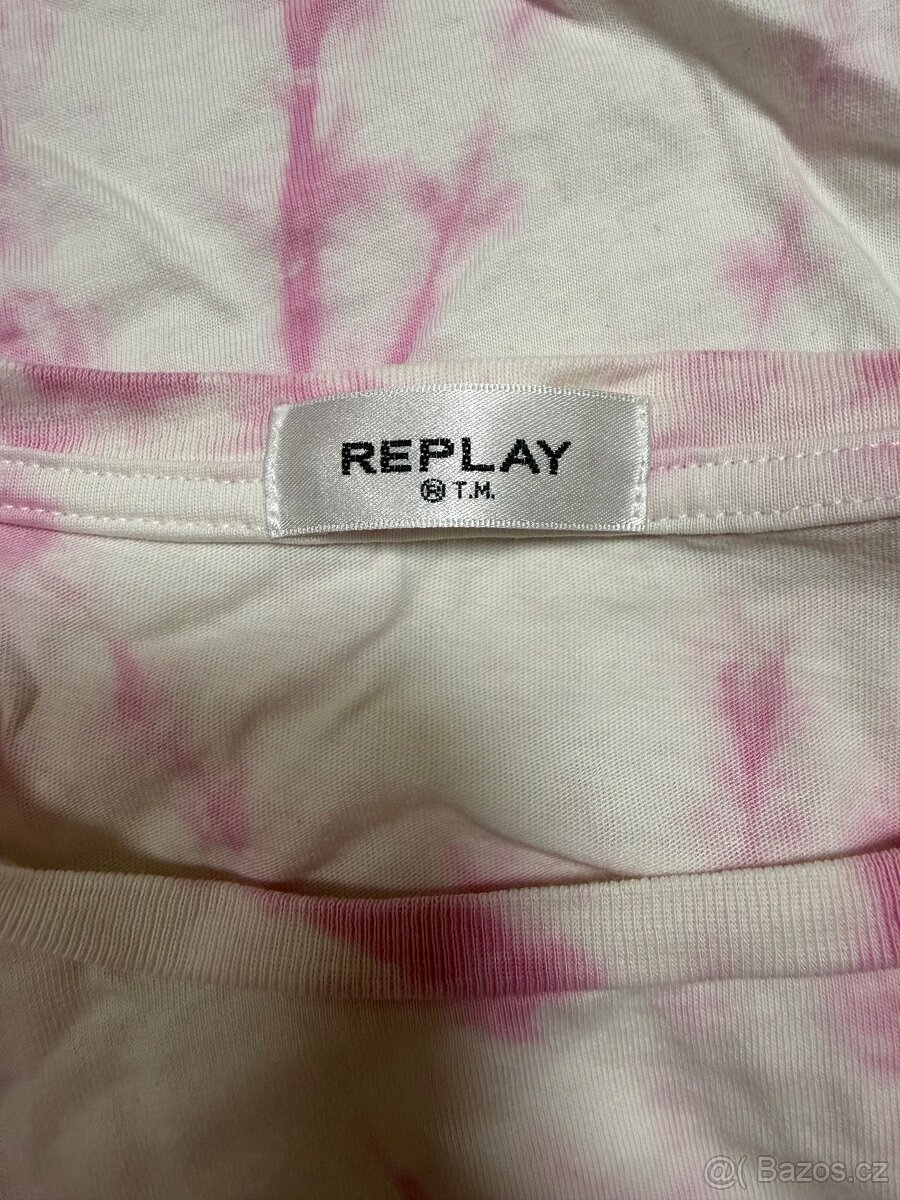 REPLAY
® T.M.
@( Bazos.cz